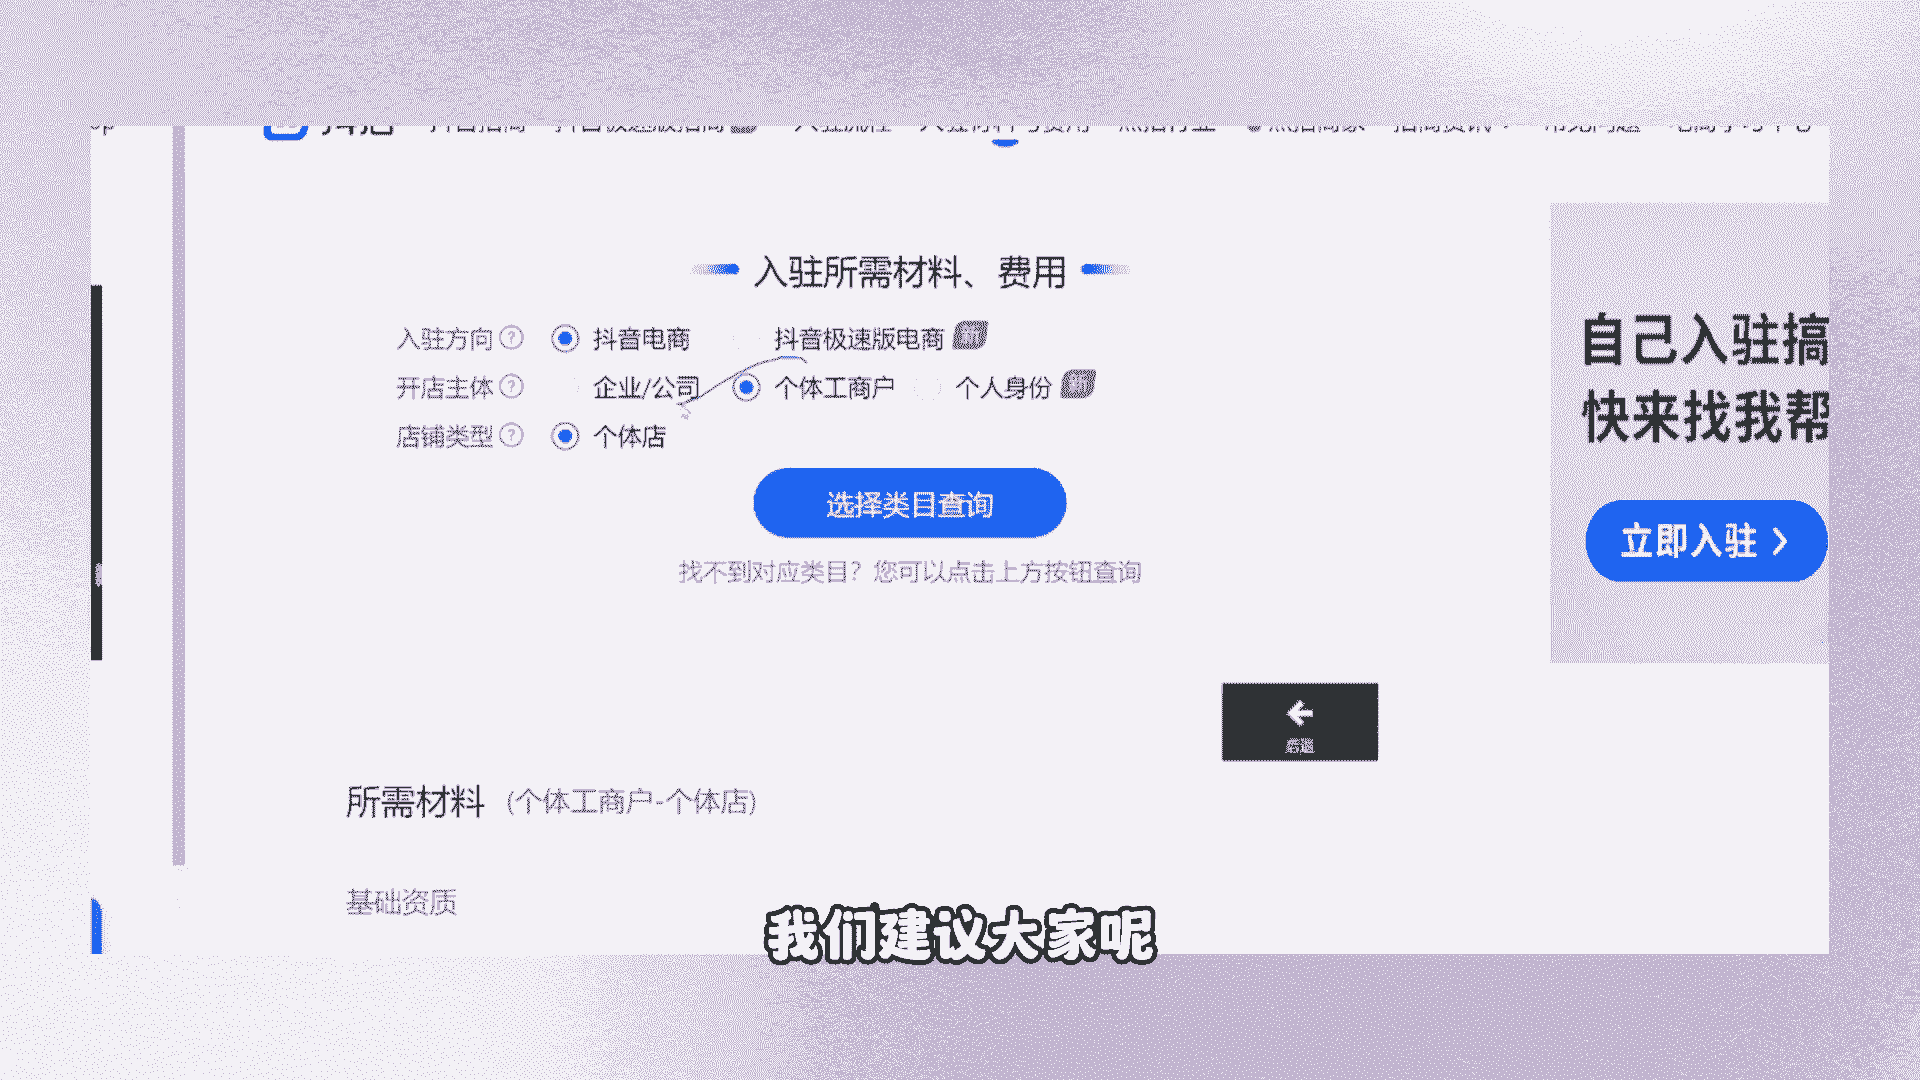 入驻所需材料、费用
入驻方向 ? 抖音电商 抖音极速版电商 新
开店主体 ? 企业/公司 个体工商户 个人身份 新
店铺类型 ? 个体店
选择类目查询
找不到对应类目？您可以点击上方按钮查询
自己入驻搞
快来找我帮
立即入驻 >
后退
所需材料 (个体工商户-个体店)
基础资质
我们建议大家呢